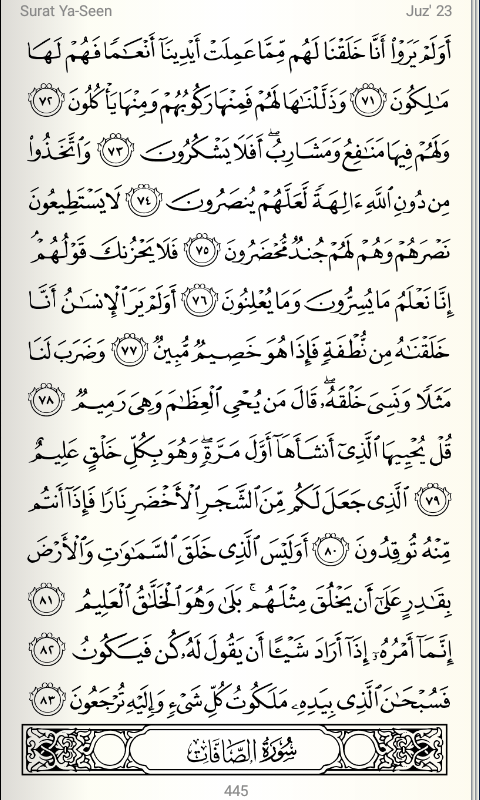 Surat Ya-Seen Juz' 23
أَوَلَمْ يَرَوْا۟ أَنَّا خَلَقْنَا لَهُم مِّمَّا عَمِلَتْ أَيْدِينَآ أَنْعَـٰمًا فَهُمْ لَهَا
مَـٰلِكُونَ ٧١ وَذَلَّلْنَـٰهَا لَهُمْ فَمِنْهَا رَكُوبُهُمْ وَمِنْهَا يَأْكُلُونَ ٧٢
وَلَهُمْ فِيهَا مَنَـٰفِعُ وَمَشَارِبُ ۖ أَفَلَا يَشْكُرُونَ ٧٣ وَٱتَّخَذُوا۟
مِن دُونِ ٱللَّهِ ءَالِهَةً لَّعَلَّهُمْ يُنصَرُونَ ٧٤ لَا يَسْتَطِيعُونَ
نَصْرَهُمْ وَهُمْ لَهُمْ جُندٌ مُّحْضَرُونَ ٧٥ فَلَا يَحْزُنكَ قَوْلُهُمْ ۘ
إِنَّا نَعْلَمُ مَا يُسِرُّونَ وَمَا يُعْلِنُونَ ٧٦ أَوَلَمْ يَرَ ٱلْإِنسَـٰنُ أَنَّا
خَلَقْنَـٰهُ مِن نُّطْفَةٍ فَإِذَا هُوَ خَصِيمٌ مُّبِينٌ ٧٧ وَضَرَبَ لَنَا
مَثَلًا وَنَسِىَ خَلْقَهُۥ ۖ قَالَ مَن يُحْىِ ٱلْعِظَـٰمَ وَهِىَ رَمِيمٌ ٧٨
قُلْ يُحْيِيهَا ٱلَّذِىٓ أَنشَأَهَآ أَوَّلَ مَرَّةٍ ۖ وَهُوَ بِكُلِّ خَلْقٍ عَلِيمٌ
٧٩ ٱلَّذِى جَعَلَ لَكُم مِّنَ ٱلشَّجَرِ ٱلْأَخْضَرِ نَارًا فَإِذَآ أَنتُم
مِّنْهُ تُوقِدُونَ ٨٠ أَوَلَيْسَ ٱلَّذِى خَلَقَ ٱلسَّمَـٰوَٰتِ وَٱلْأَرْضَ
بِقَـٰدِرٍ عَلَىٰٓ أَن يَخْلُقَ مِثْلَهُم ۚ بَلَىٰ وَهُوَ ٱلْخَلَّـٰقُ ٱلْعَلِيمُ ٨١
إِنَّمَآ أَمْرُهُۥٓ إِذَآ أَرَادَ شَيْـًٔا أَن يَقُولَ لَهُۥ كُن فَيَكُونُ ٨٢
فَسُبْحَـٰنَ ٱلَّذِى بِيَدِهِۦ مَلَكُوتُ كُلِّ شَىْءٍ وَإِلَيْهِ تُرْجَعُونَ ٨٣
سُورَةُ الصَّافَّاتِ
445